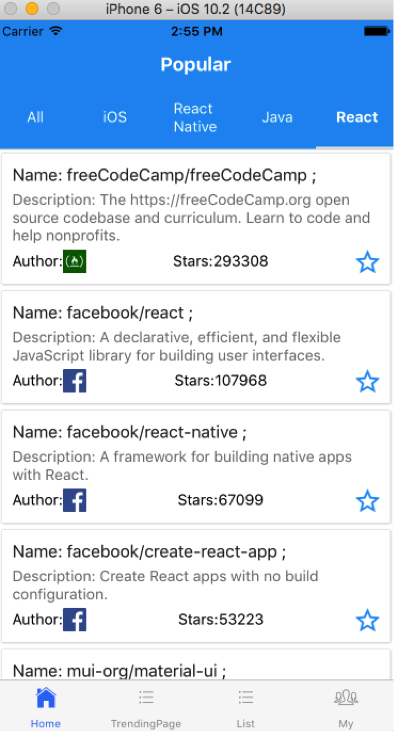 iPhone 6 – iOS 10.2 (14C89)
Carrier 2:55 PM
Popular
All iOS React Native Java React
Name: freeCodeCamp/freeCodeCamp ;
Description: The https://freeCodeCamp.org open
source codebase and curriculum. Learn to code and
help nonprofits.
Author: Stars:293308
Name: facebook/react ;
Description: A declarative, efficient, and flexible
JavaScript library for building user interfaces.
Author: Stars:107968
Name: facebook/react-native ;
Description: A framework for building native apps
with React.
Author: Stars:67099
Name: facebook/create-react-app ;
Description: Create React apps with no build
configuration.
Author: Stars:53223
Name: mui-org/material-ui ;
Home TrendingPage List My